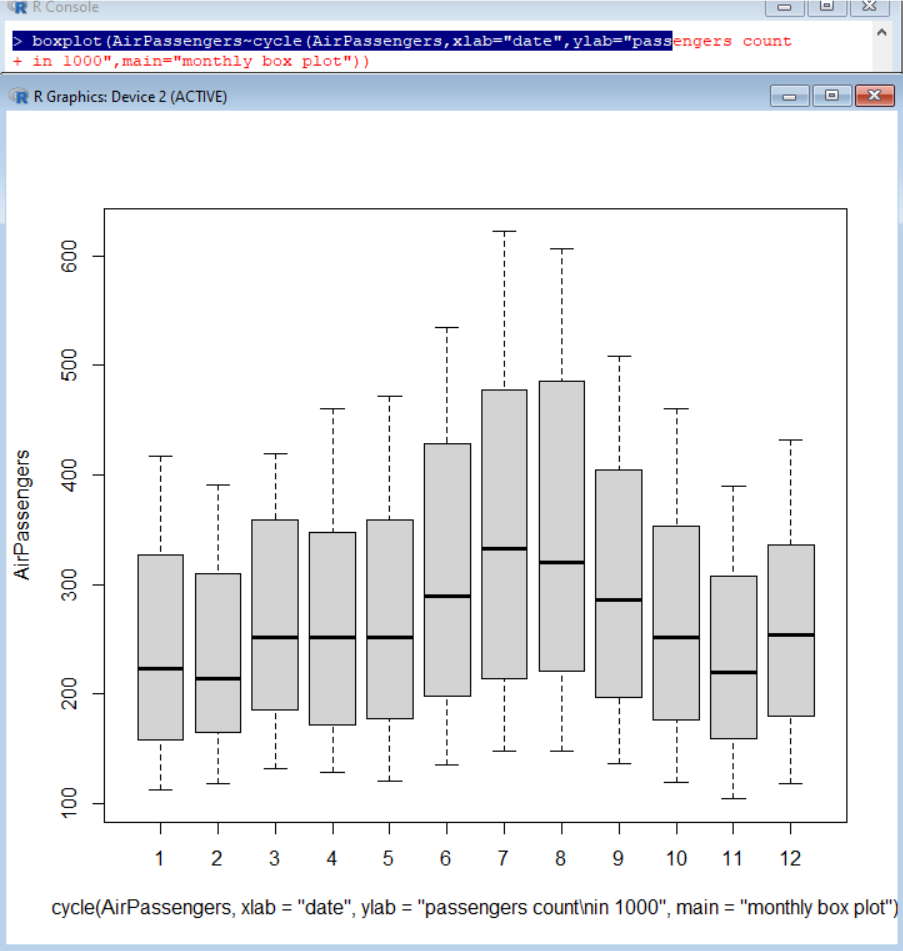 R Console
> boxplot(AirPassengers~cycle(AirPassengers,xlab="date",ylab="passengers count
+ in 1000",main="monthly box plot"))
R Graphics: Device 2 (ACTIVE)
600
500
400
300
200
100
AirPassengers
1 2 3 4 5 6 7 8 9 10 11 12
cycle(AirPassengers, xlab = "date", ylab = "passengers count\nin 1000", main = "monthly box plot")